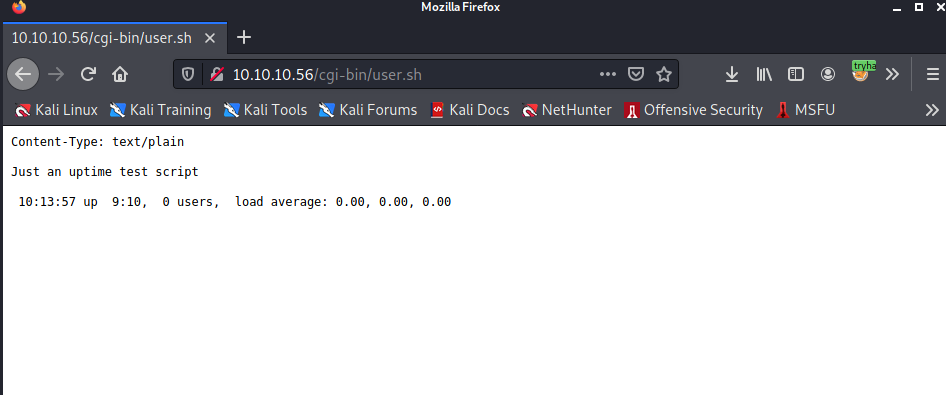 Mozilla Firefox
10.10.10.56/cgi-bin/user.sh
10.10.10.56/cgi-bin/user.sh
tryha
Kali Linux Kali Training Kali Tools Kali Forums Kali Docs NetHunter Offensive Security MSFU
Content-Type: text/plain
Just an uptime test script
10:13:57 up  9:10,  0 users,  load average: 0.00, 0.00, 0.00